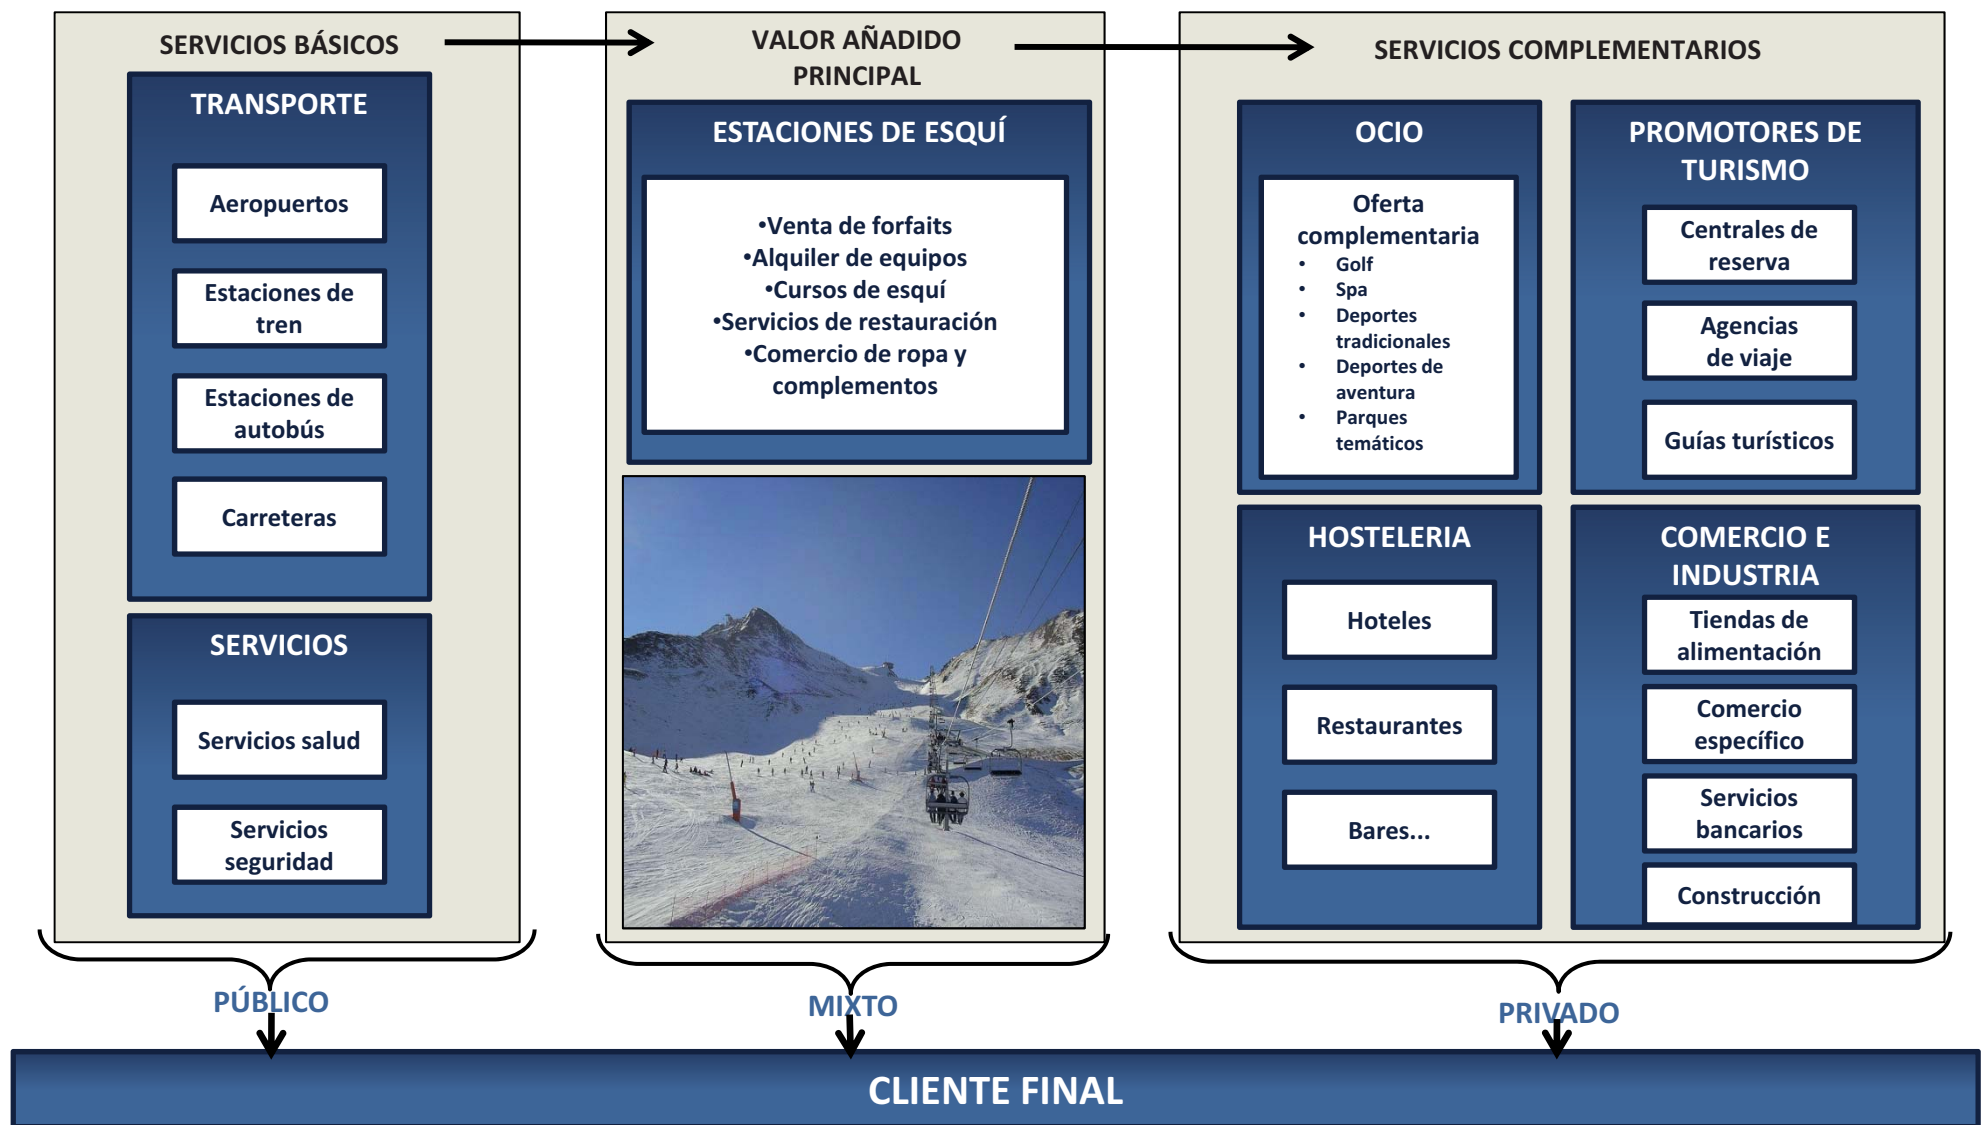 SERVICIOS BÁSICOS
TRANSPORTE
Aeropuertos
Estaciones de
tren
Estaciones de
autobús
Carreteras
SERVICIOS
Servicios salud
Servicios
seguridad
PÚBLICO
VALOR AÑADIDO
PRINCIPAL
ESTACIONES DE ESQUÍ
•Venta de forfaits
•Alquiler de equipos
•Cursos de esquí
•Servicios de restauración
•Comercio de ropa y
complementos
MIXTO
SERVICIOS COMPLEMENTARIOS
OCIO
Oferta
complementaria
• Golf
• Spa
• Deportes
tradicionales
• Deportes de
aventura
• Parques
temáticos
PROMOTORES DE
TURISMO
Centrales de
reserva
Agencias
de viaje
Guías turísticos
HOSTELERIA
Hoteles
Restaurantes
Bares...
COMERCIO E
INDUSTRIA
Tiendas de
alimentación
Comercio
específico
Servicios
bancarios
Construcción
PRIVADO
CLIENTE FINAL